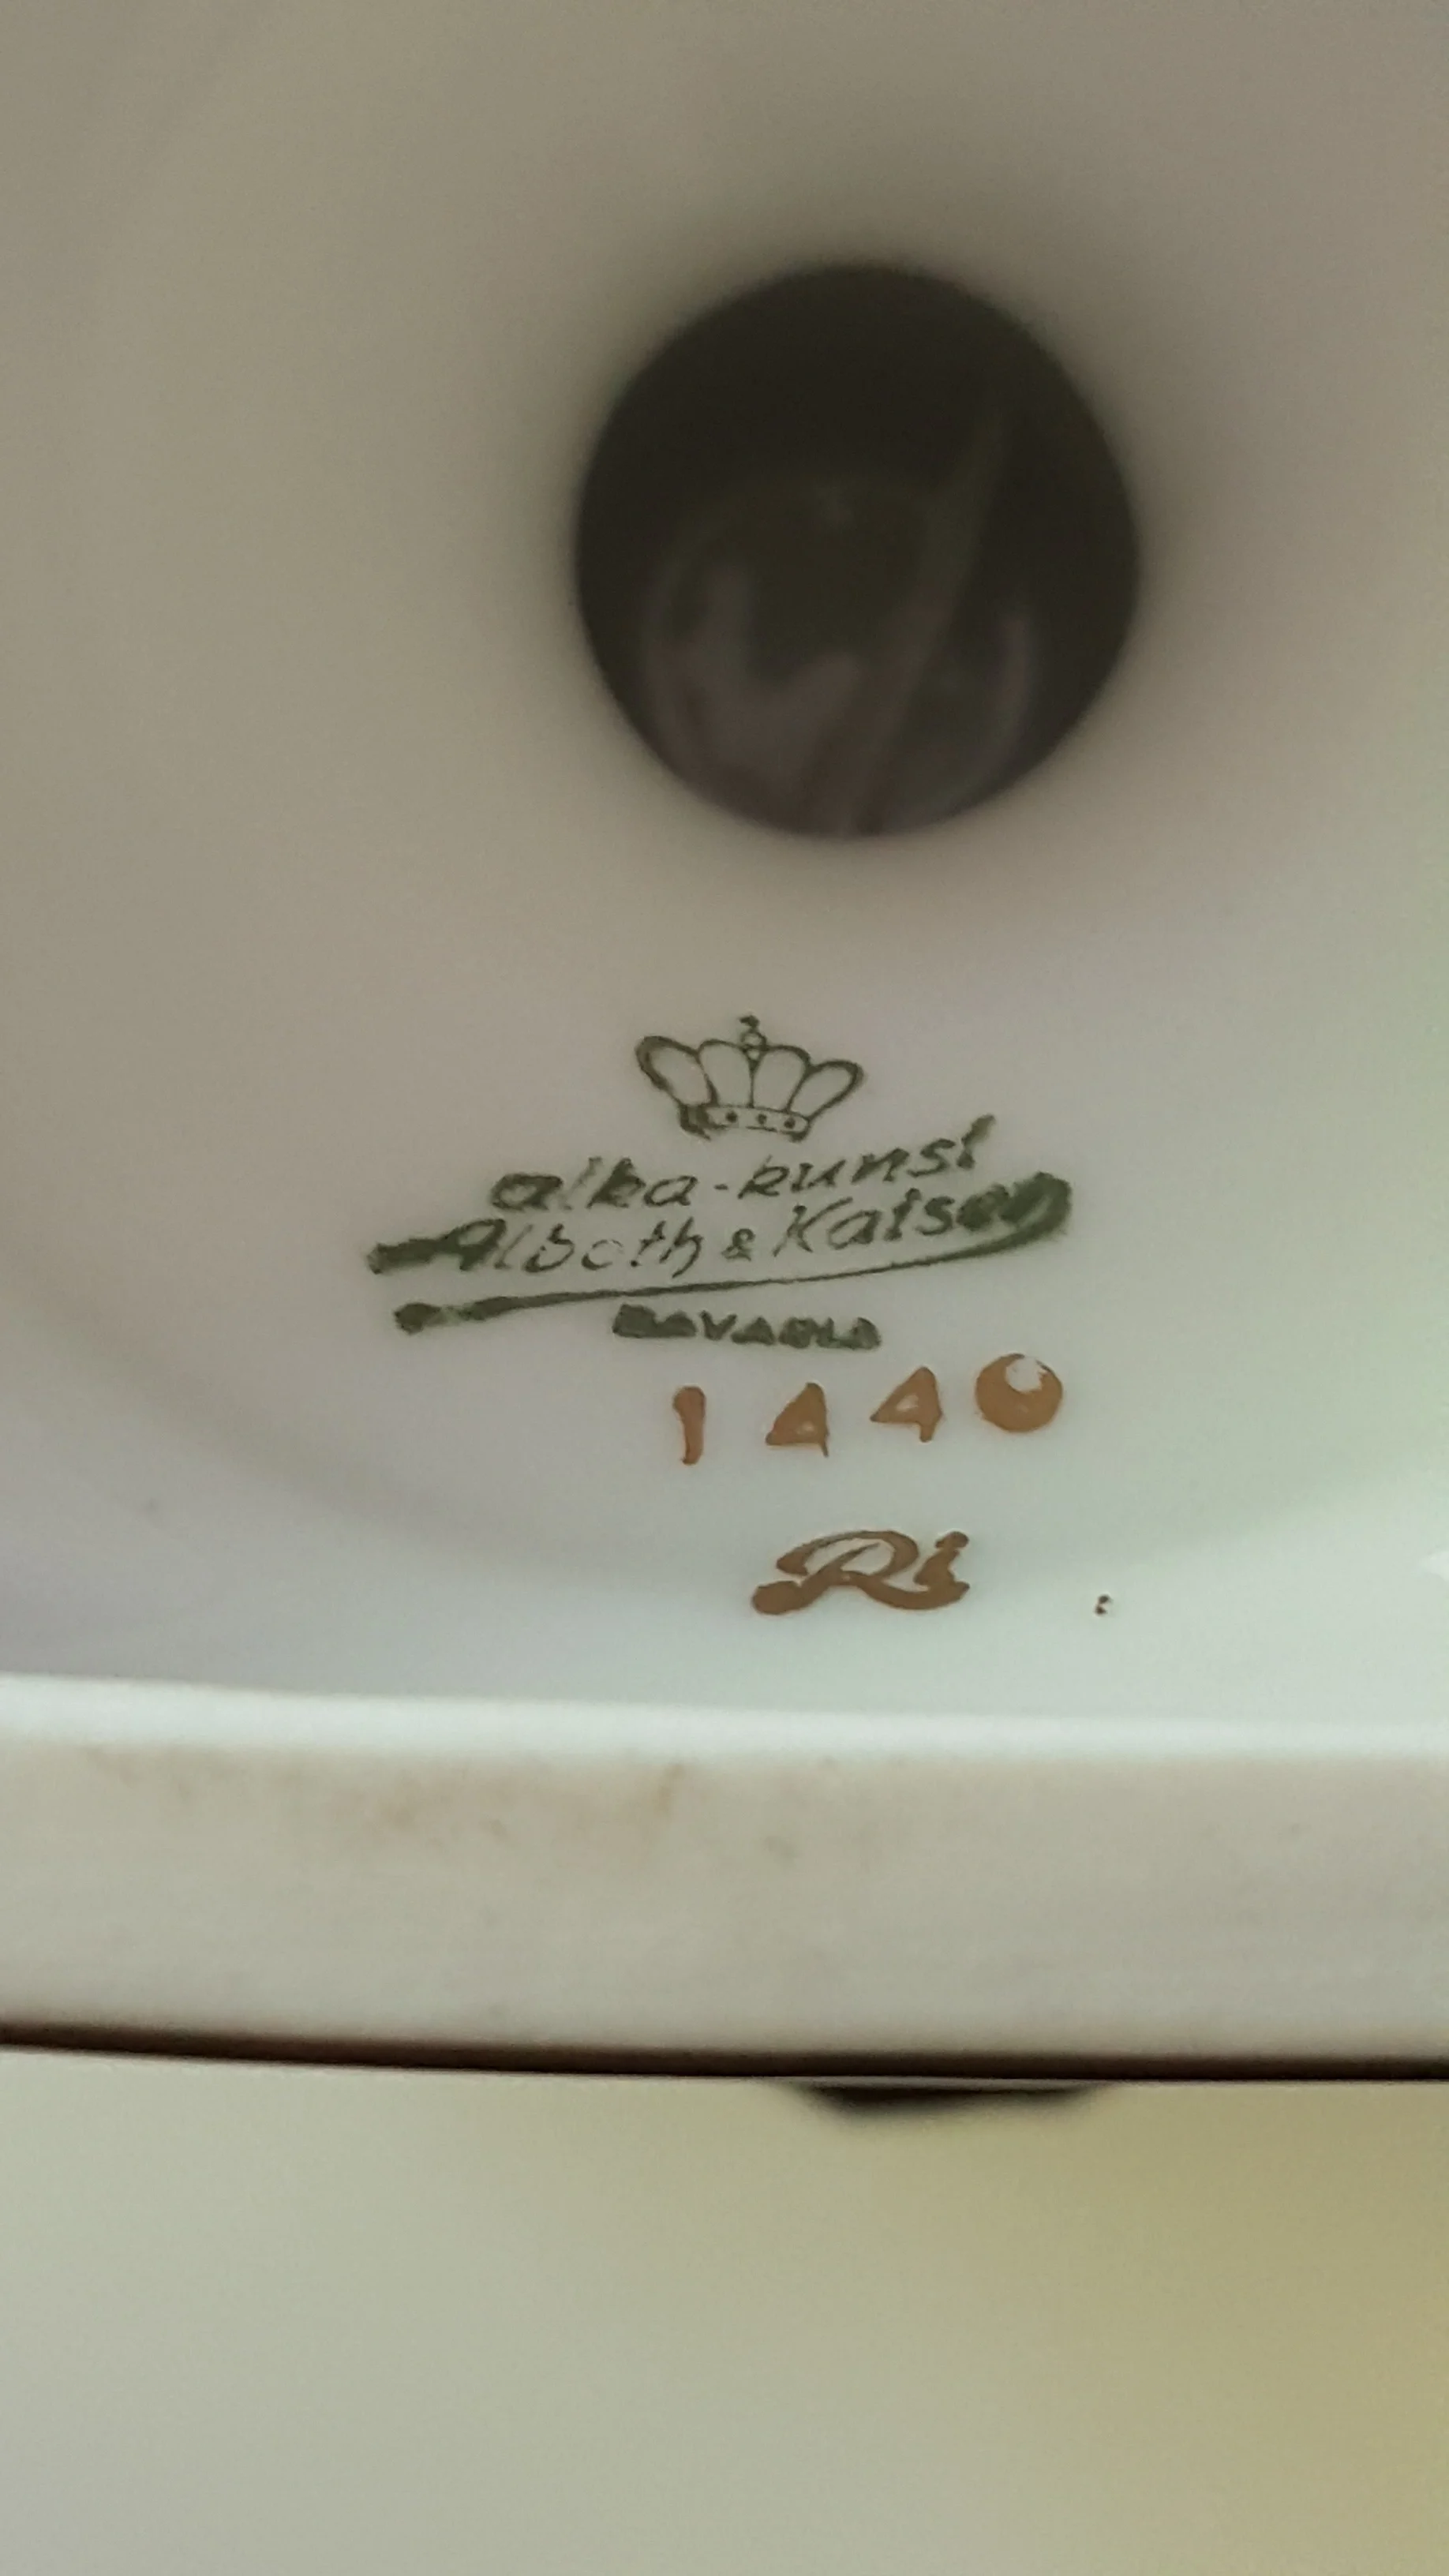 alka-kunst
Alboth & Kaiser
BAVARIA
1440
Ri